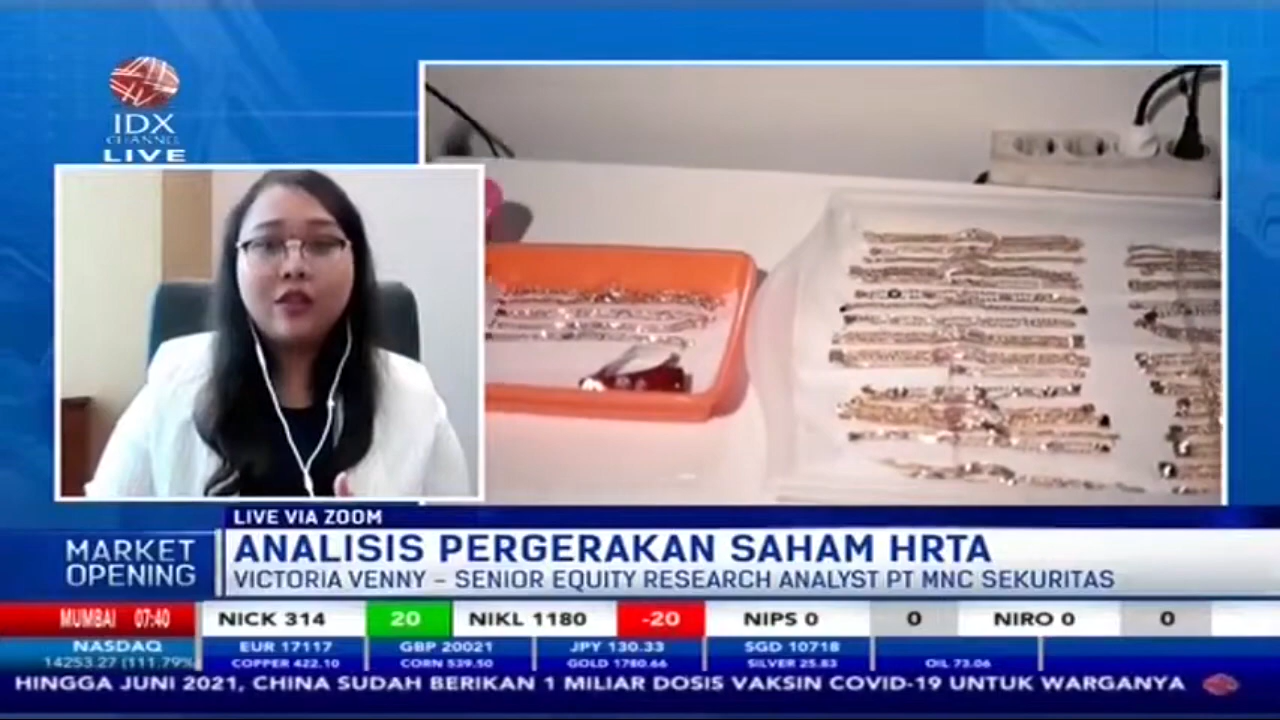 IDX
CHANNEL
LIVE
LIVE VIA ZOOM
MARKET OPENING
ANALISIS PERGERAKAN SAHAM HRTA
VICTORIA VENNY – SENIOR EQUITY RESEARCH ANALYST PT MNC SEKURITAS
MUMBAI 07:40 NICK 314 20 NIKL 1180 -20 NIPS 0 0 NIRO 0 0
NASDAQ EUR 17117 GBP 20021 JPY 130.33 SGD 10718
14253.27 (111.79%) COPPER 422.10 CORN 539.50 GOLD 1780.66 SILVER 25.83 OIL 73.06
HINGGA JUNI 2021, CHINA SUDAH BERIKAN 1 MILIAR DOSIS VAKSIN COVID-19 UNTUK WARGANYA